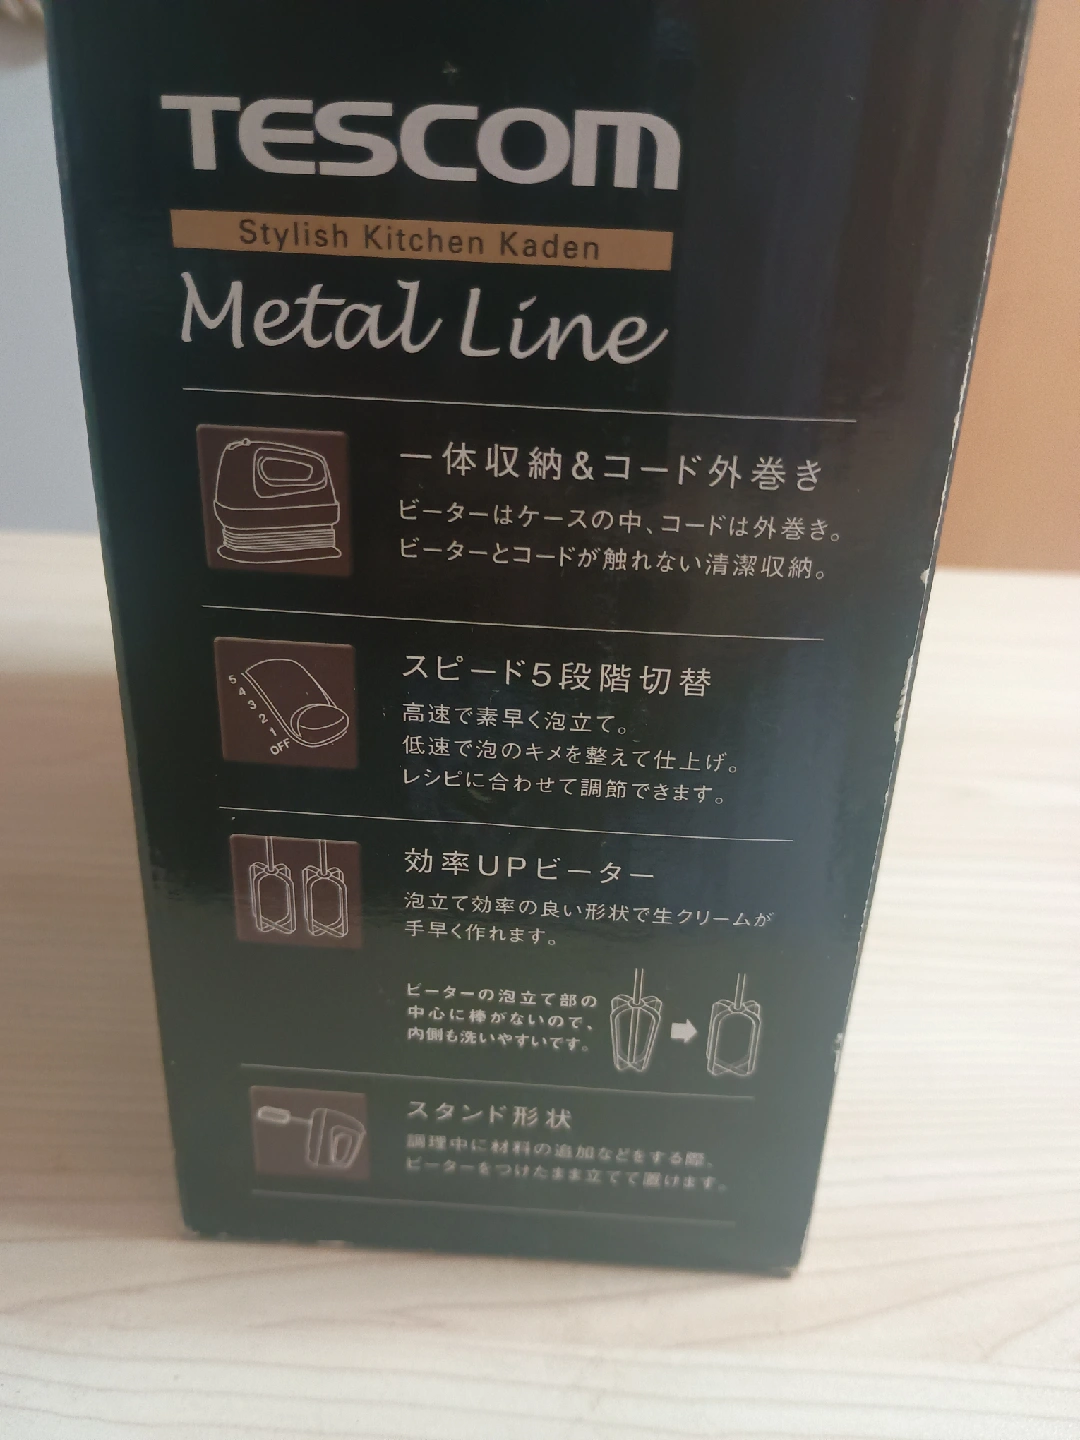 TESCOM
Stylish Kitchen Kaden
Metal Line
一体収納&コード外巻き
ビーターはケースの中、コードは外巻き。
ビーターとコードが触れない清潔収納。
5
4
3
2
1
OFF
スピード5段階切替
高速で素早く泡立て。
低速で泡のキメを整えて仕上げ。
レシピに合わせて調節できます。
効率UPビーター
泡立て効率の良い形状で生クリームが
手早く作れます。
ビーターの泡立て部の
中心に棒がないので、
内側も洗いやすいです。
スタンド形状
調理中に材料の追加などをする際、
ビーターをつけたまま立てて置けます。